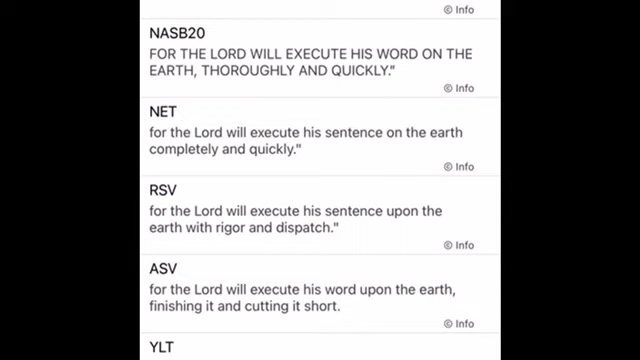 © Info
NASB20
FOR THE LORD WILL EXECUTE HIS WORD ON THE
EARTH, THOROUGHLY AND QUICKLY.”
© Info
NET
for the Lord will execute his sentence on the earth
completely and quickly."
© Info
RSV
for the Lord will execute his sentence upon the
earth with rigor and dispatch."
© Info
ASV
for the Lord will execute his word upon the earth,
finishing it and cutting it short.
© Info
YLT